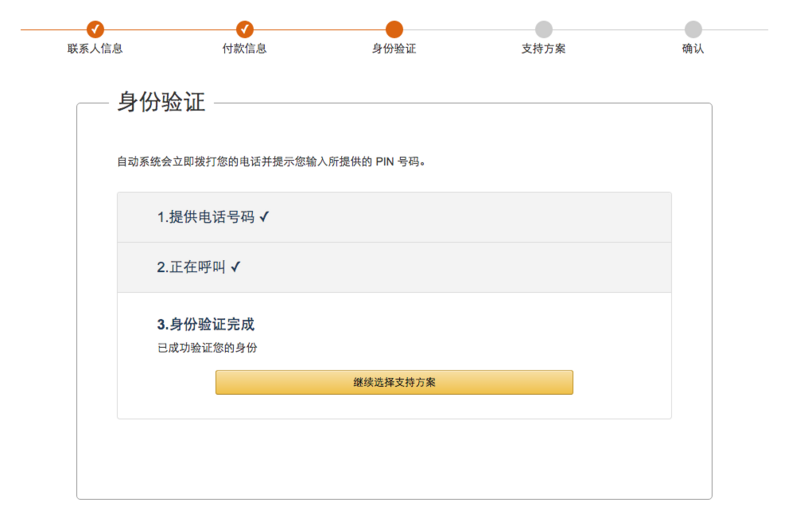 联系人信息
付款信息
身份验证
支持方案
确认
身份验证
自动系统会立即拨打您的电话并提示您输入所提供的 PIN 号码。
1.提供电话号码 ✓
2.正在呼叫 ✓
3.身份验证完成
已成功验证您的身份
继续选择支持方案